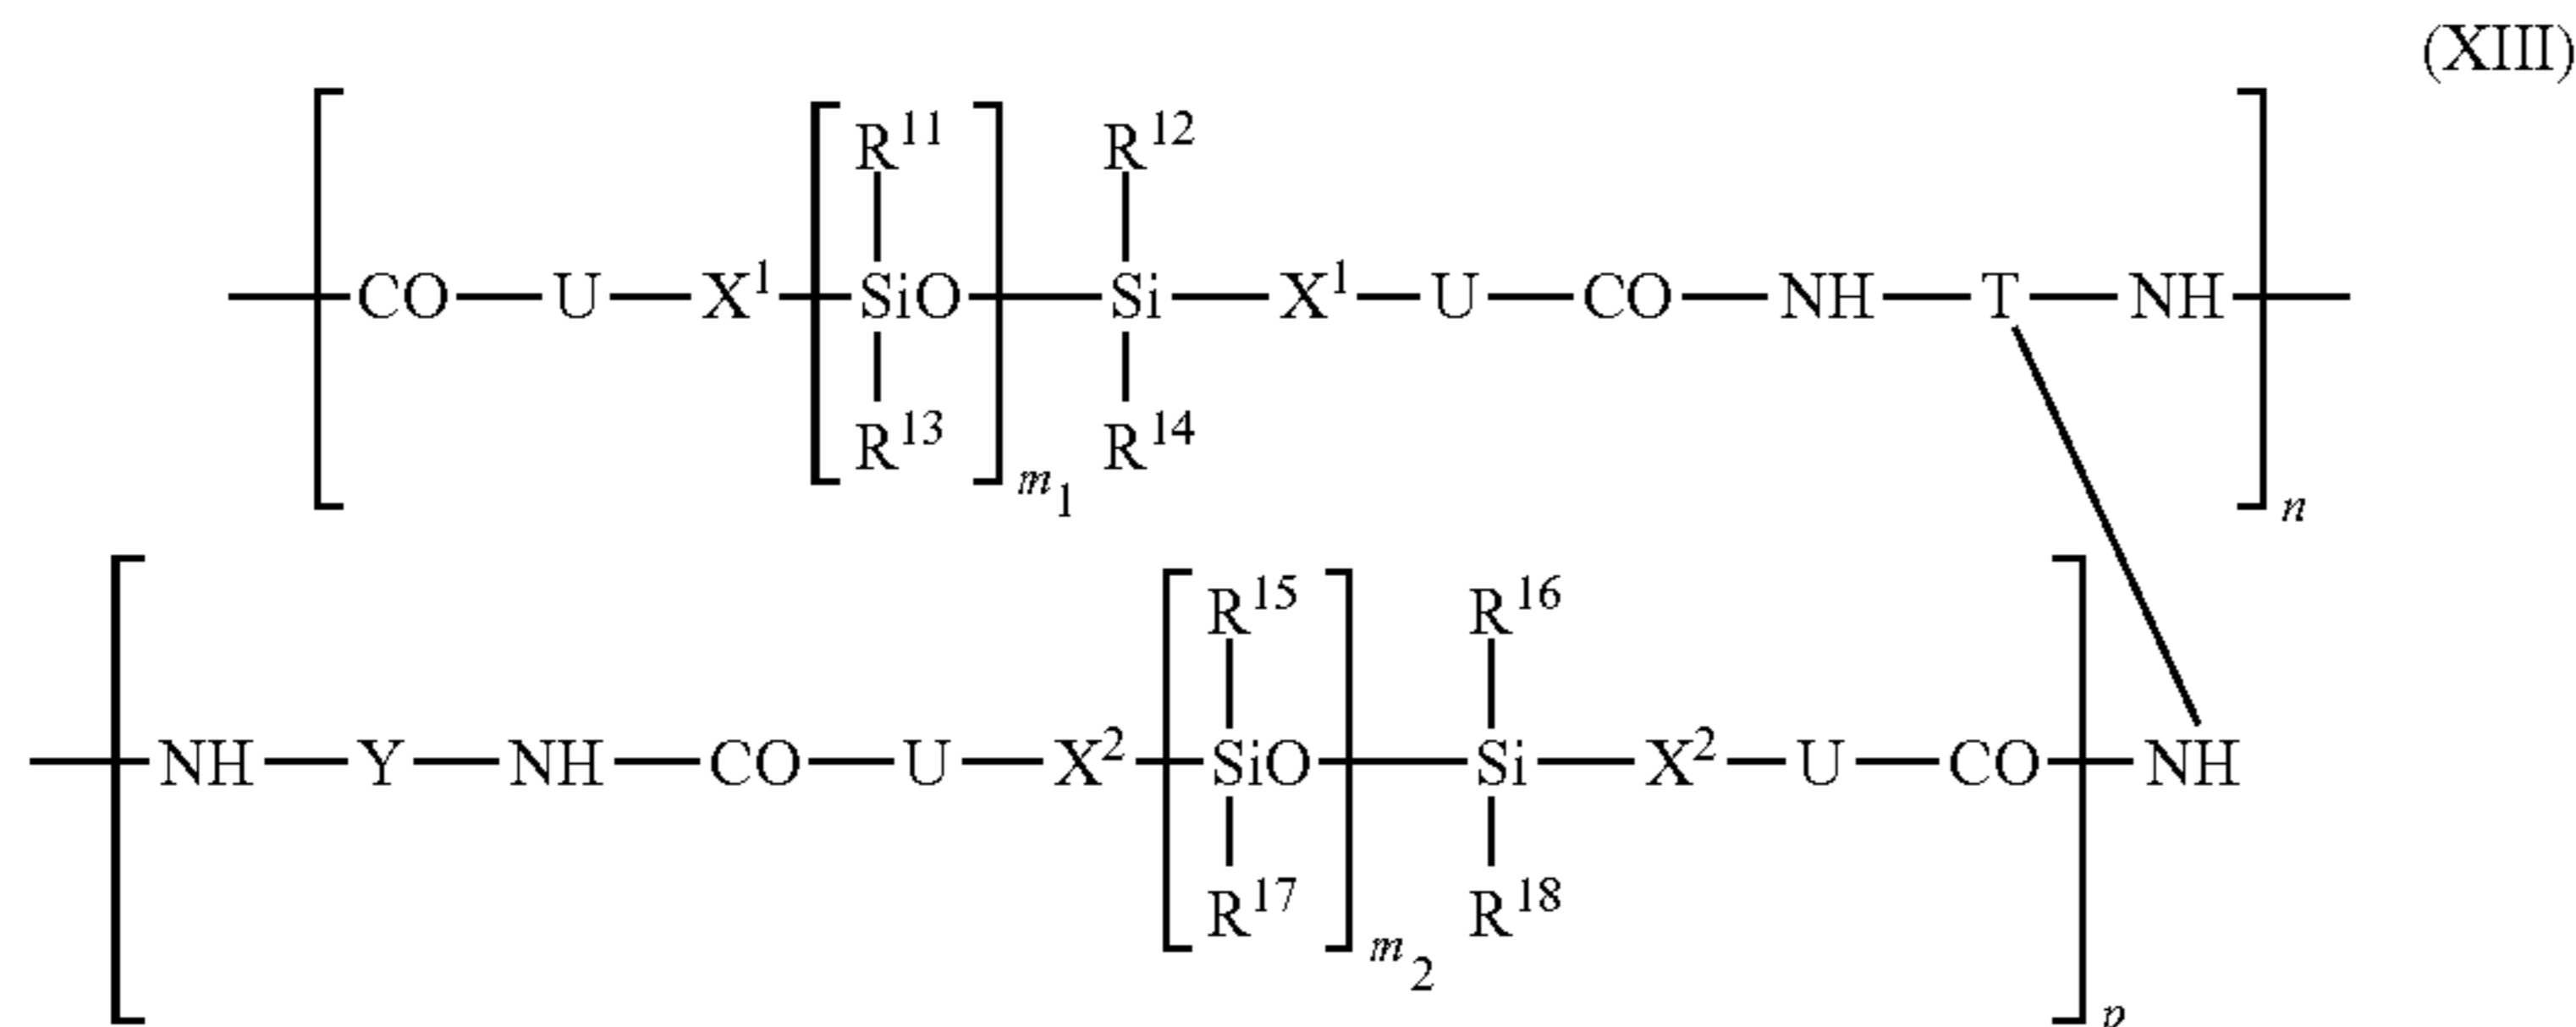 (XIII)
R11 R12
CO U X1 SiO Si X1 U CO NH T NH
R13 R14
m1 n
R15 R16
NH Y NH CO U X2 SiO Si X2 U CO NH
R17 R18
m2 p